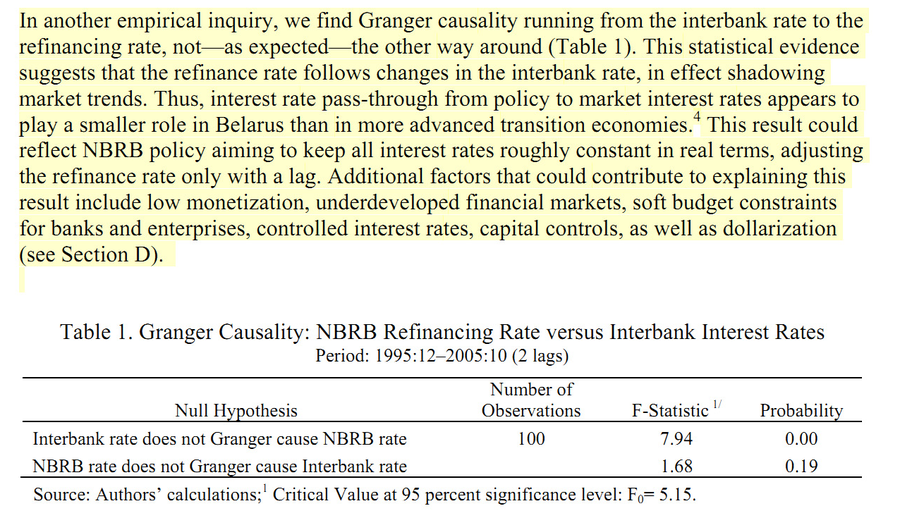 In another empirical inquiry, we find Granger causality running from the interbank rate to the
refinancing rate, not—as expected—the other way around (Table 1). This statistical evidence
suggests that the refinance rate follows changes in the interbank rate, in effect shadowing
market trends. Thus, interest rate pass-through from policy to market interest rates appears to
play a smaller role in Belarus than in more advanced transition economies.4 This result could
reflect NBRB policy aiming to keep all interest rates roughly constant in real terms, adjusting
the refinance rate only with a lag. Additional factors that could contribute to explaining this
result include low monetization, underdeveloped financial markets, soft budget constraints
for banks and enterprises, controlled interest rates, capital controls, as well as dollarization
(see Section D).
Table 1. Granger Causality: NBRB Refinancing Rate versus Interbank Interest Rates
Period: 1995:12–2005:10 (2 lags)
Number of
Null Hypothesis Observations F-Statistic 1/ Probability
Interbank rate does not Granger cause NBRB rate 100 7.94 0.00
NBRB rate does not Granger cause Interbank rate 1.68 0.19
Source: Authors' calculations;1 Critical Value at 95 percent significance level: F0= 5.15.